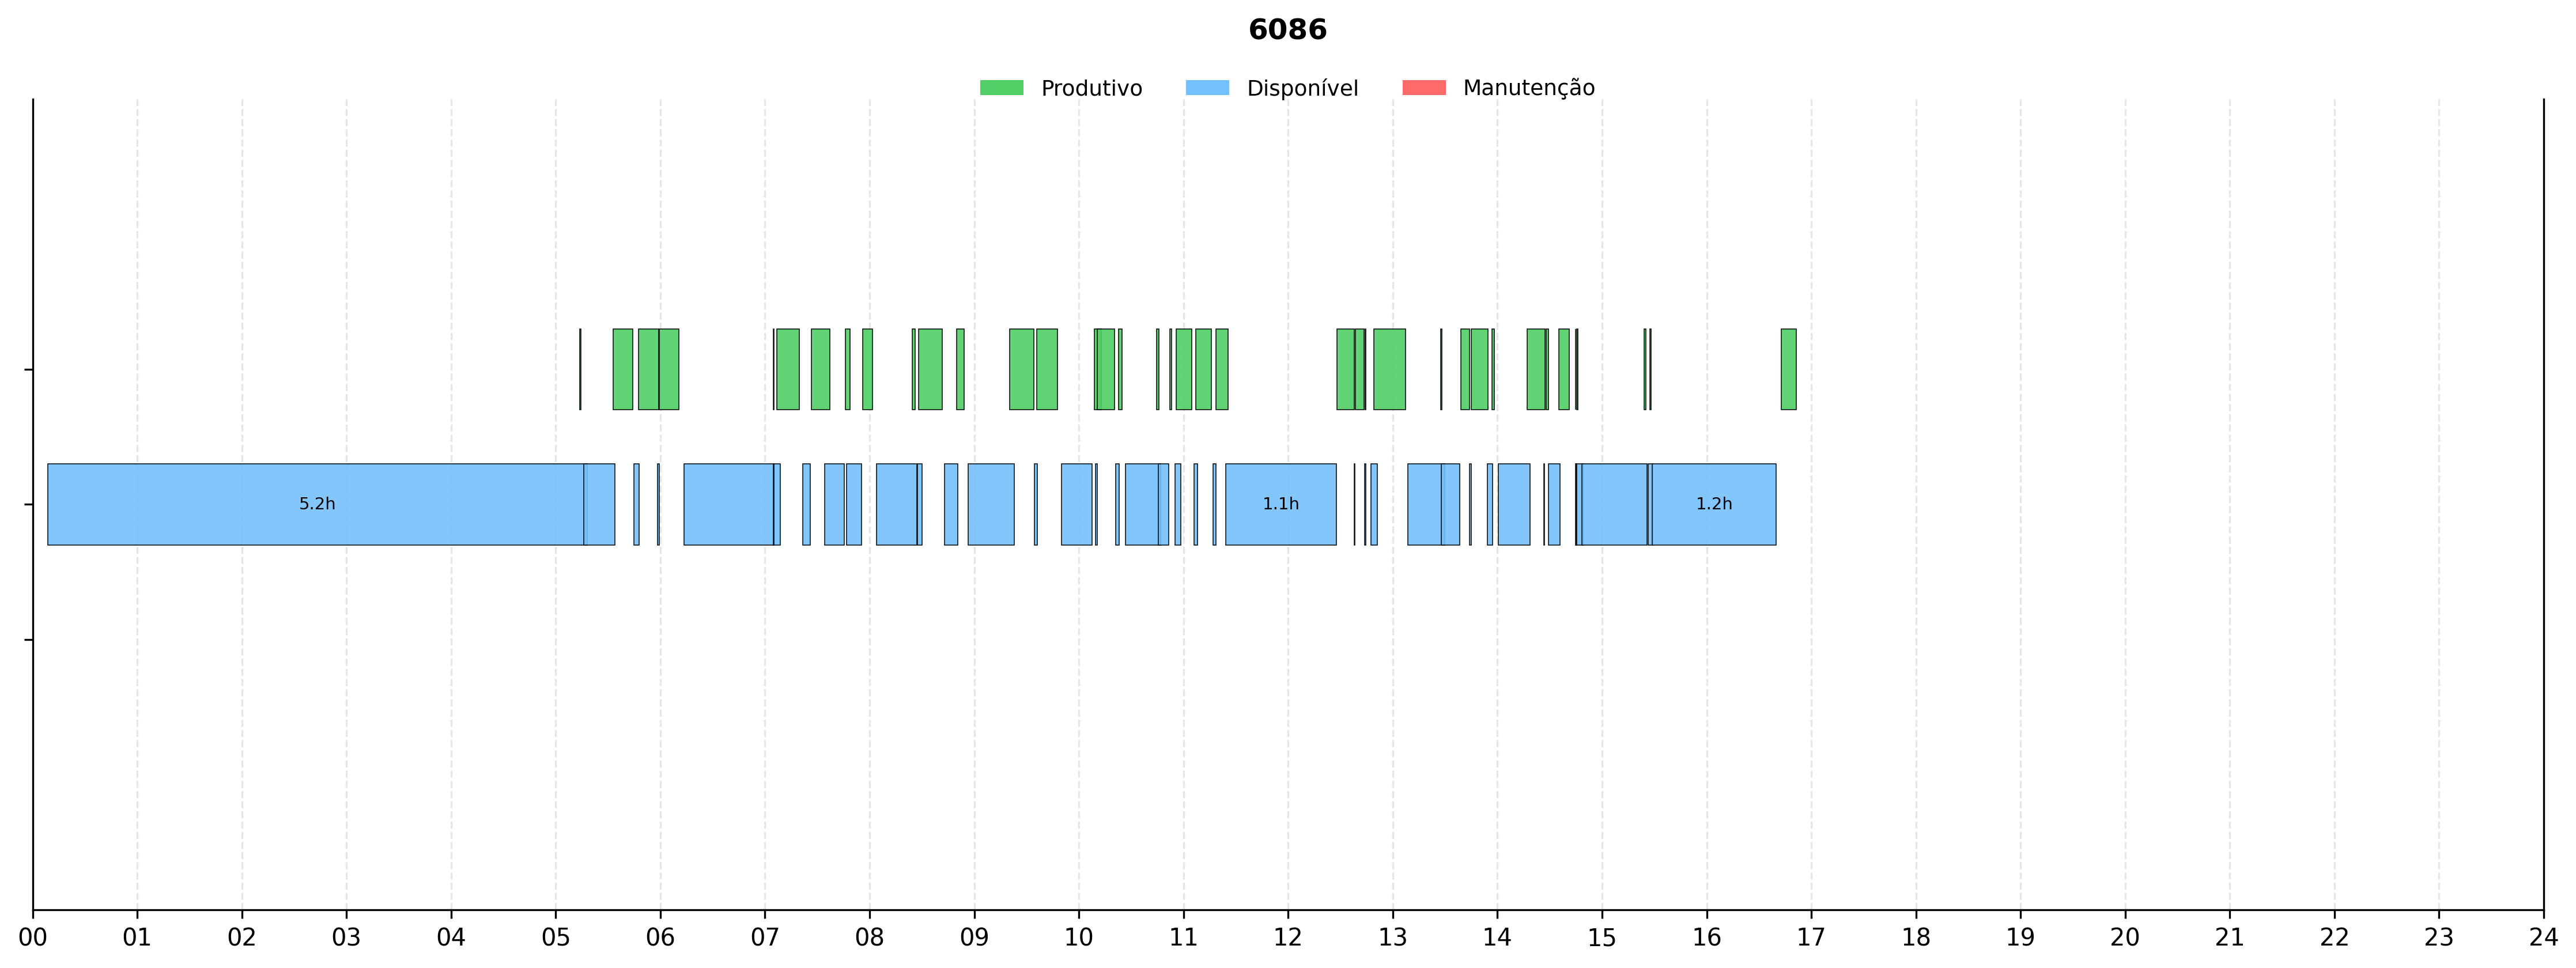 6086
Produtivo Disponível Manutenção
5.2h 1.1h 1.2h
00 01 02 03 04 05 06 07 08 09 10 11 12 13 14 15 16 17 18 19 20 21 22 23 24